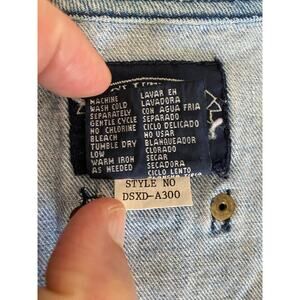 MACHINE
WASH COLD
SEPARATELY
GENTLE CYCLE
NO CHLORINE
BLEACH
TUMBLE DRY
LOW
WARM IRON
AS NEEDED
LAVAR EN
LAVADORA
CON AGUA FRIA
SEPARADO
CICLO DELICADO
NO USAR
BLANQUEADOR
CLORADO
SECAR
SECADORA
CICLO LENTO
STYLE NO
DSXD-A300